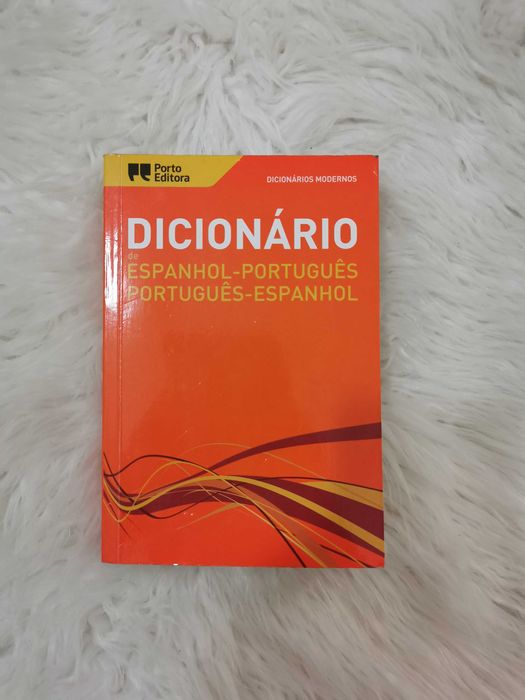 Porto
Editora
DICIONÁRIOS MODERNOS
DICIONÁRIO
de
ESPANHOL-PORTUGUÊS
PORTUGUÊS-ESPANHOL